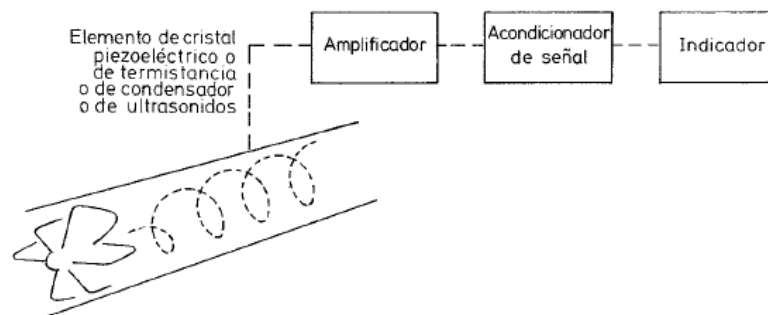 Elemento de cristal
piezoeléctrico o
de termistancia
o de condensador
o de ultrasonidos
Amplificador
Acondicionador
de señal
Indicador